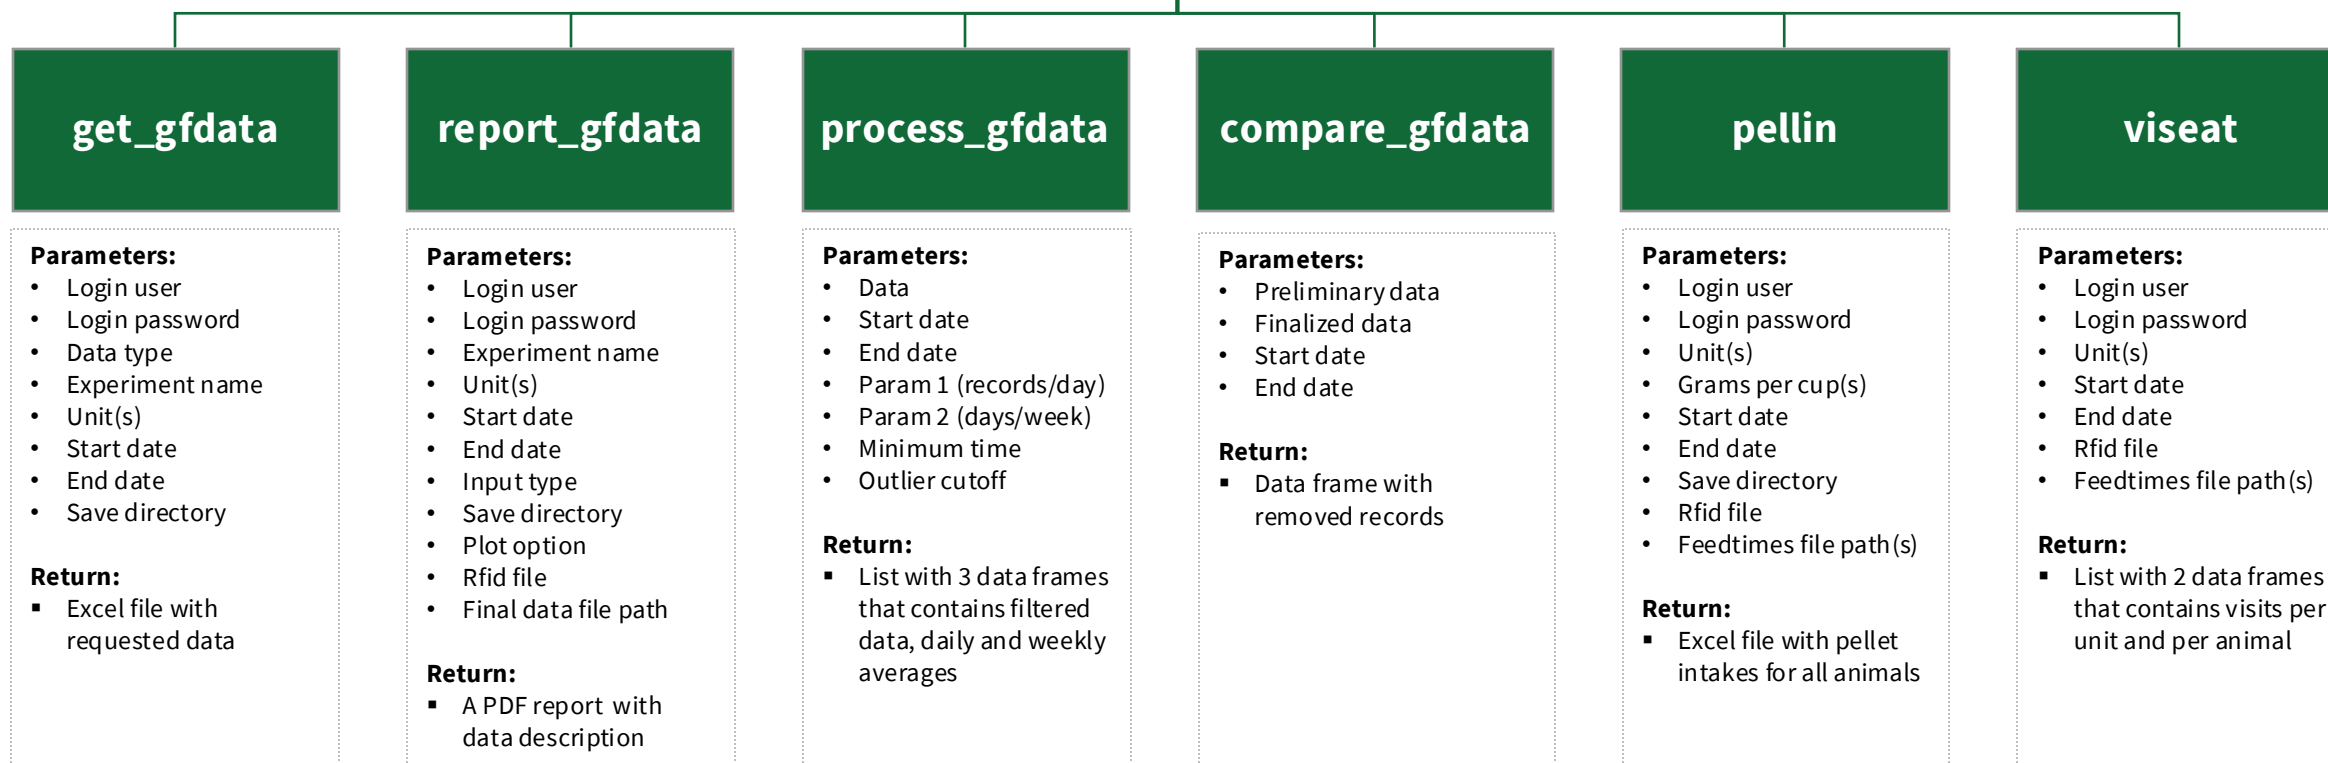 get_gfdata
Parameters:
• Login user
• Login password
• Data type
• Experiment name
• Unit(s)
• Start date
• End date
• Save directory
Return:
▪ Excel file with
requested data
report_gfdata
Parameters:
• Login user
• Login password
• Experiment name
• Unit(s)
• Start date
• End date
• Input type
• Save directory
• Plot option
• Rfid file
• Final data file path
Return:
▪ A PDF report with
data description
process_gfdata
Parameters:
• Data
• Start date
• End date
• Param 1 (records/day)
• Param 2 (days/week)
• Minimum time
• Outlier cutoff
Return:
▪ List with 3 data frames
that contains filtered
data, daily and weekly
averages
compare_gfdata
Parameters:
• Preliminary data
• Finalized data
• Start date
• End date
Return:
▪ Data frame with
removed records
pellin
Parameters:
• Login user
• Login password
• Unit(s)
• Grams per cup(s)
• Start date
• End date
• Save directory
• Rfid file
• Feedtimes file path(s)
Return:
▪ Excel file with pellet
intakes for all animals
viseat
Parameters:
• Login user
• Login password
• Unit(s)
• Start date
• End date
• Rfid file
• Feedtimes file path(s)
Return:
▪ List with 2 data frames
that contains visits per
unit and per animal